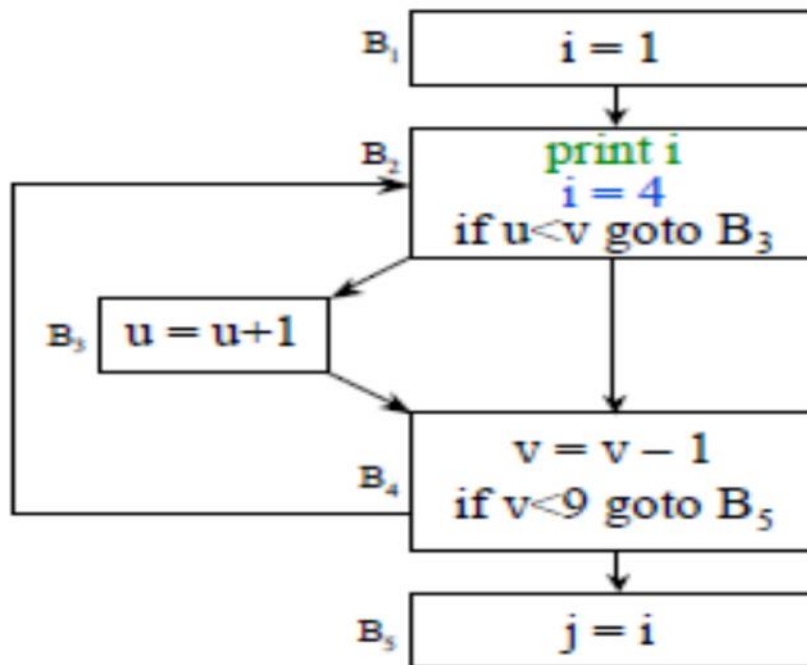 B₁
i = 1
B₂
print i
i = 4
if u<v goto B₃
B₃
u = u+1
B₄
v = v – 1
if v<9 goto B₅
B₅
j = i